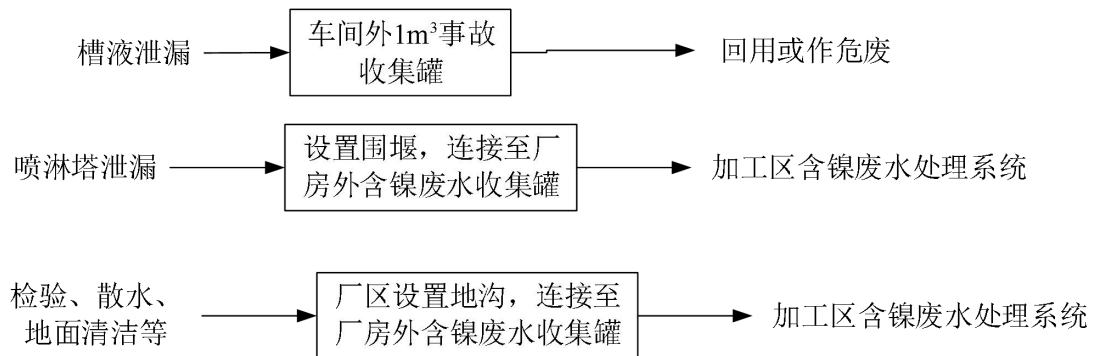 槽液泄漏
车间外1m³事故
收集罐
回用或作危废
喷淋塔泄漏
设置围堰，连接至厂
房外含镍废水收集罐
加工区含镍废水处理系统
检验、散水、
地面清洁等
厂区设置地沟，连接至
厂房外含镍废水收集罐
加工区含镍废水处理系统